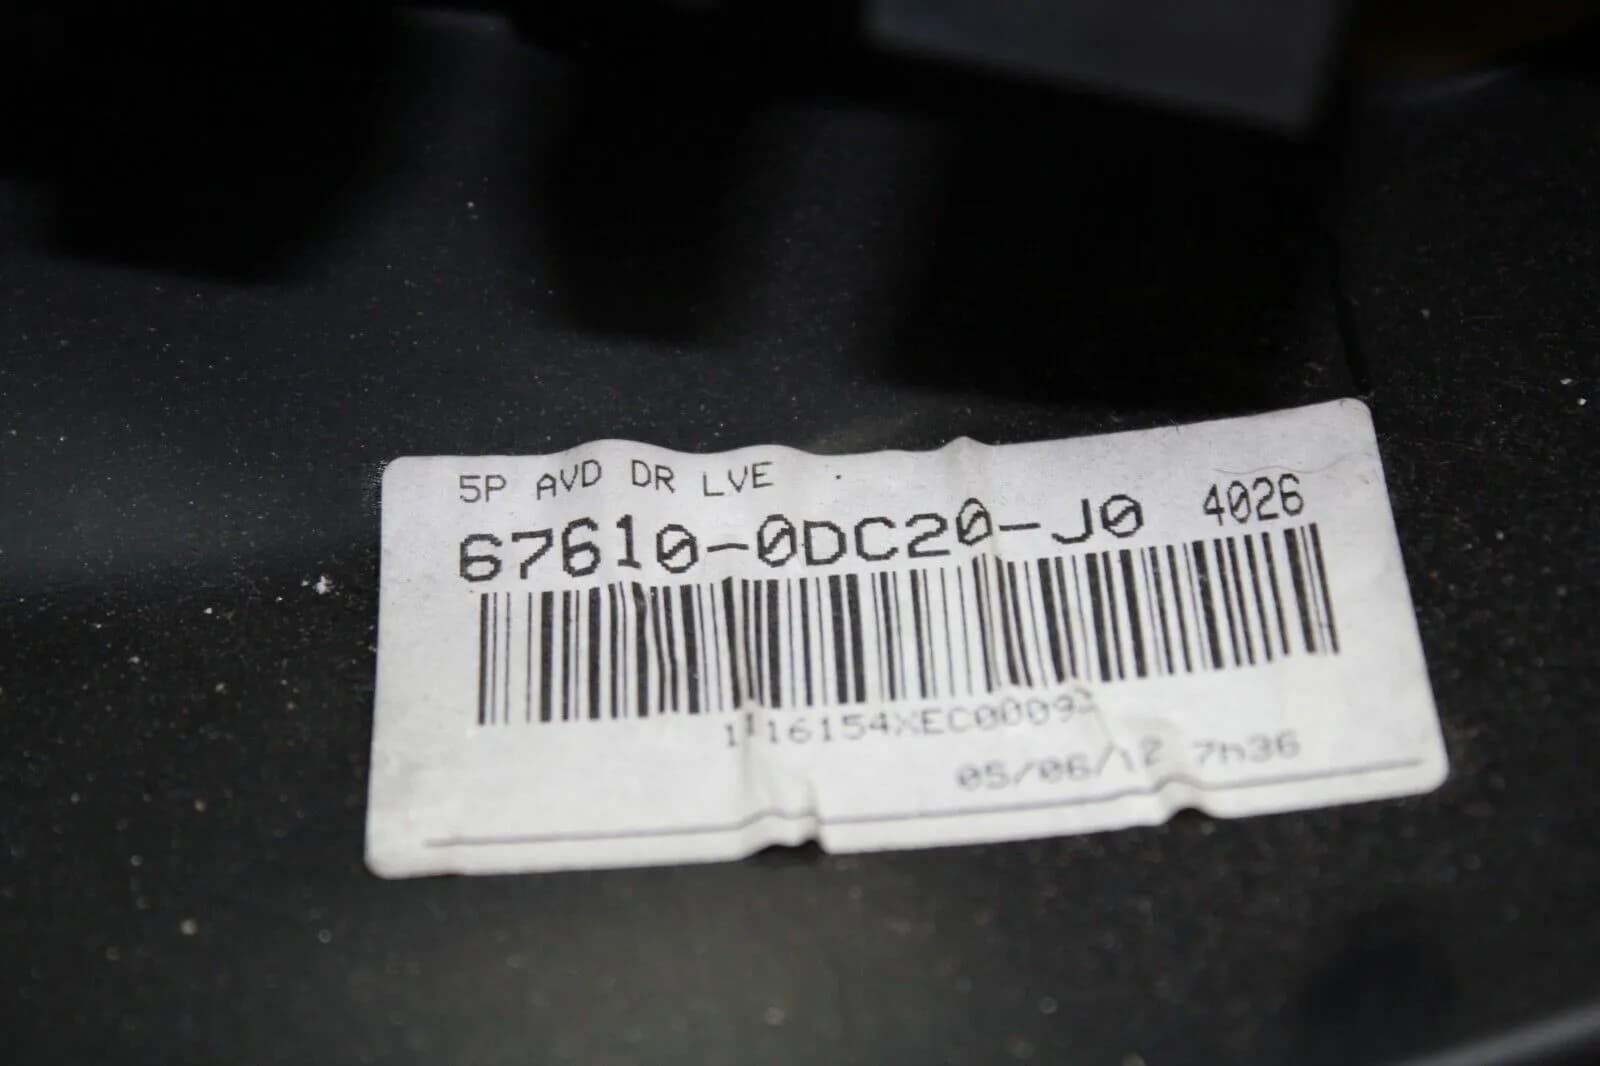 5P AVD DR LVE
67610-0DC20-J0 4026
05/06/12 7h36